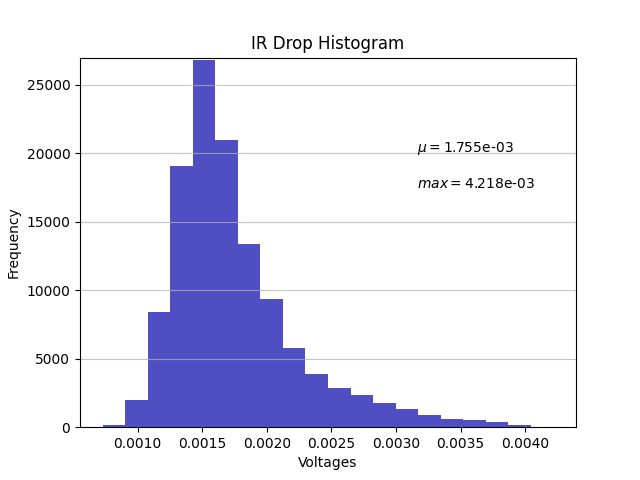 IR Drop Histogram
25000
20000
15000
10000
5000
0
Frequency
μ = 1.755e-03
max = 4.218e-03
0.0010 0.0015 0.0020 0.0025 0.0030 0.0035 0.0040
Voltages